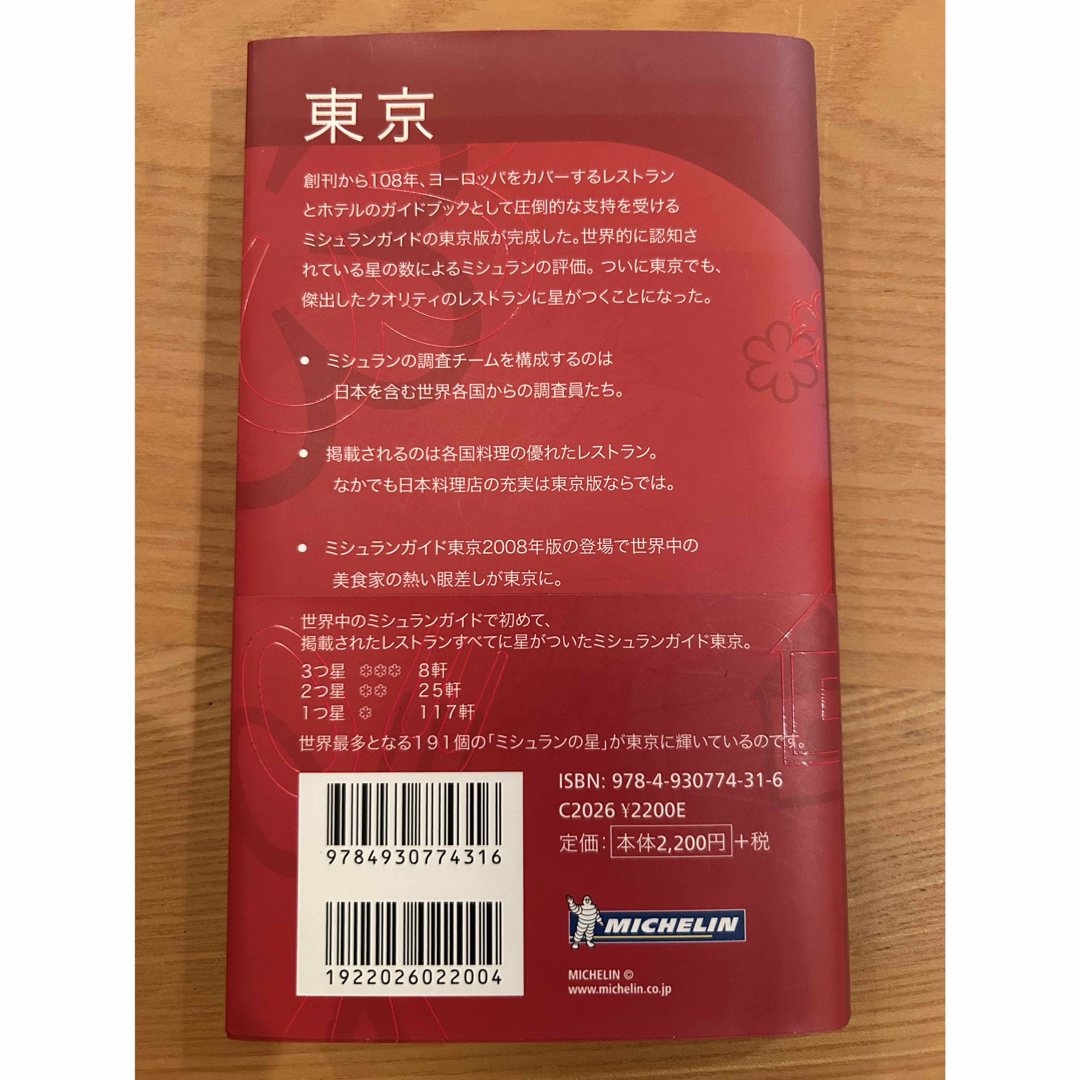 東京
創刊から108年、ヨーロッパをカバーするレストラン
とホテルのガイドブックとして圧倒的な支持を受ける
ミシュランガイドの東京版が完成した。世界的に認知さ
れている星の数によるミシュランの評価。ついに東京でも、
傑出したクオリティのレストランに星がつくことになった。
● ミシュランの調査チームを構成するのは
日本を含む世界各国からの調査員たち。
● 掲載されるのは各国料理の優れたレストラン。
なかでも日本料理店の充実は東京版ならでは。
● ミシュランガイド東京2008年版の登場で世界中の
美食家の熱い眼差しが東京に。
世界中のミシュランガイドで初めて、
掲載されたレストランすべてに星がついたミシュランガイド東京。
3つ星 ❇❇❇ 8軒
2つ星 ❇❇ 25軒
1つ星 ❇ 117軒
世界最多となる191個の「ミシュランの星」が東京に輝いているのです。
ISBN: 978-4-930774-31-6
C2026 ¥2200E
定価: 本体2,200円+税
9784930774316
1922026022004
MICHELIN
MICHELIN ©
www.michelin.co.jp